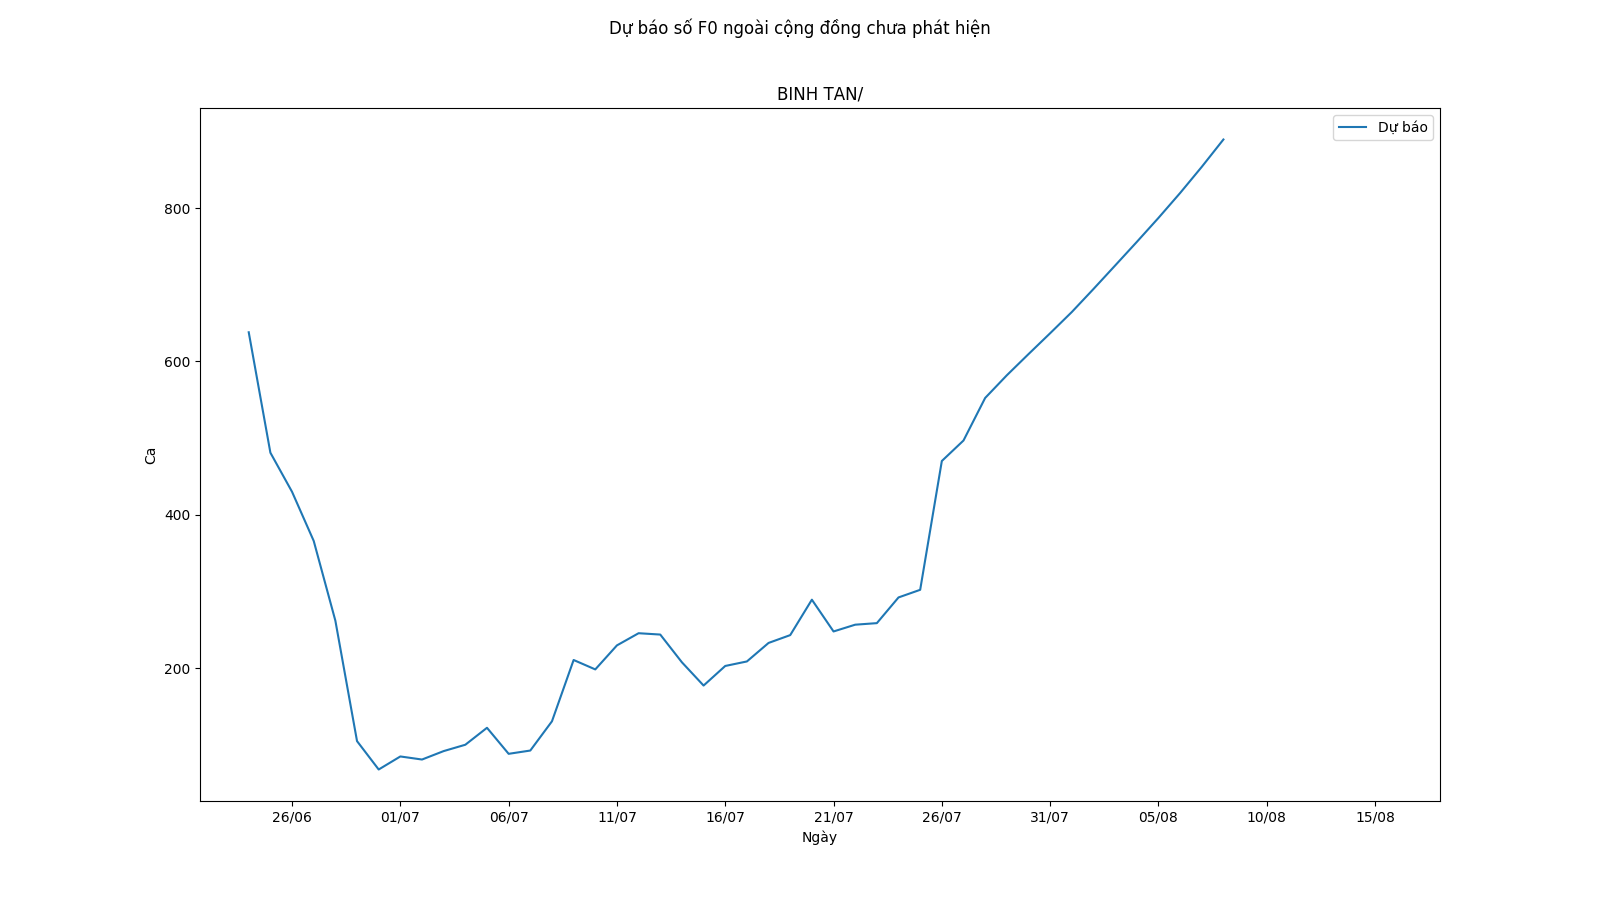 Dự báo số F0 ngoài cộng đồng chưa phát hiện
BINH TAN/
Dự báo
Ca
800
600
400
200
26/06 01/07 06/07 11/07 16/07 21/07 26/07 31/07 05/08 10/08 15/08
Ngày